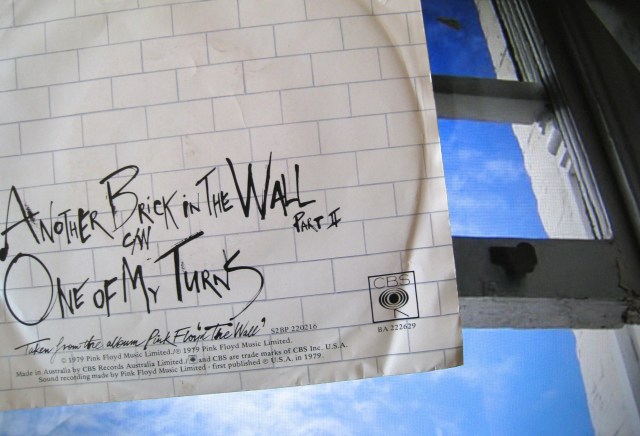 ANOTHER BRICK IN THE WALL
PART II
C/W
ONE OF MY TURNS
Taken from the album Pink Floyd "The Wall" S2BP 220216
CBS
BA 222629
© 1979 Pink Floyd Music Limited./℗ 1979 Pink Floyd Music Limited.
Made in Australia by CBS Records Australia Limited./ and CBS are trade marks of CBS Inc. U.S.A.
Sound recording made by Pink Floyd Music Limited - first published ℗ U.S.A. in 1979.